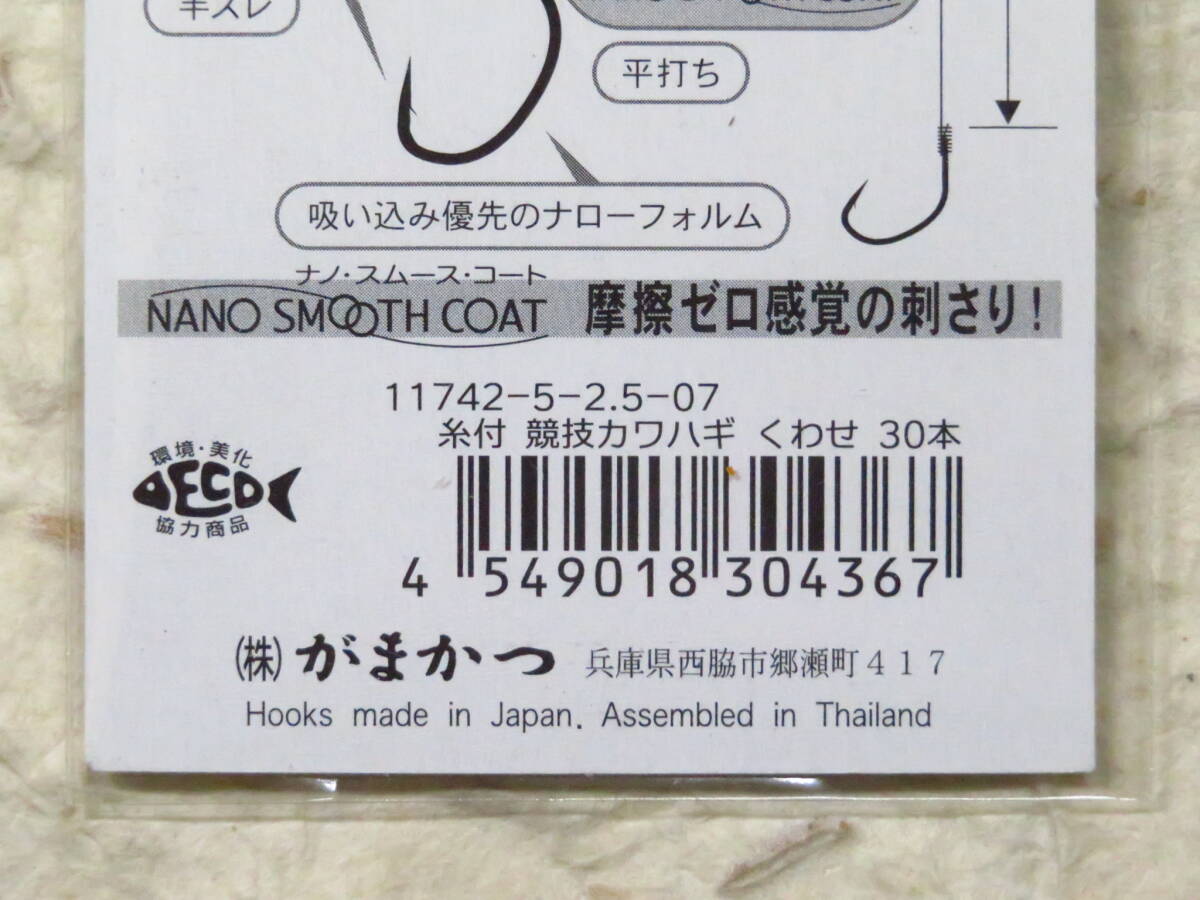 半スレ
平打ち
吸い込み優先のナローフォルム
ナノ・スムース・コート
NANO SMOOTH COAT 摩擦ゼロ感覚の刺さり!
11742-5-2.5-07
糸付 競技カワハギ くわせ 30本
環境・美化
ECO
協力商品
4 549018 304367
(株)がまかつ 兵庫県西脇市郷瀬町417
Hooks made in Japan. Assembled in Thailand